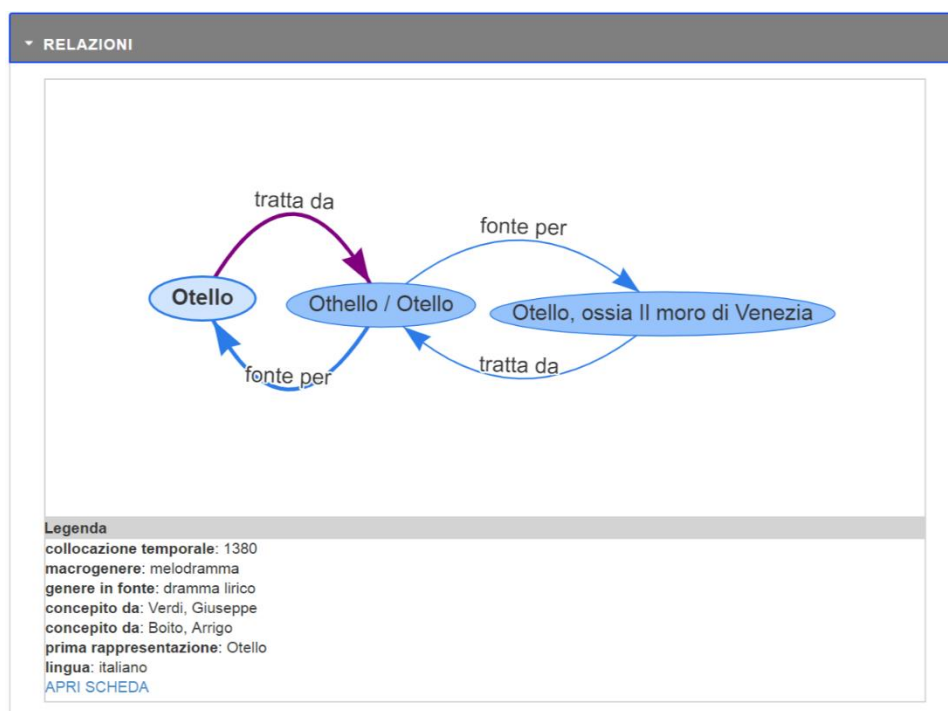 RELAZIONI
tratta da
fonte per
Otello
Othello / Otello
Otello, ossia Il moro di Venezia
fonte per
tratta da
Legenda
collocazione temporale: 1380
macrogenere: melodramma
genere in fonte: dramma lirico
concepito da: Verdi, Giuseppe
concepito da: Boito, Arrigo
prima rappresentazione: Otello
lingua: italiano
APRI SCHEDA